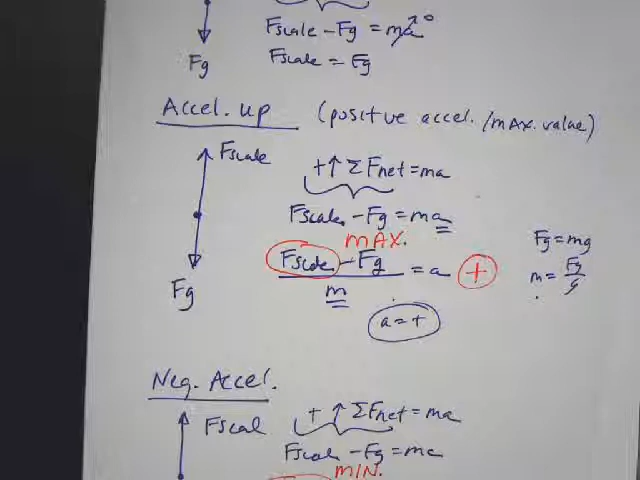 Fscale - Fg = ma 0
Fg
Fscale = Fg
Accel. up (positive accel./mAx. value)
Fscale
+↑ ΣFnet = ma
Fscale - Fg = ma
mAX.
Fscale - Fg = a +
m
Fg = mg
m = Fg/g
Fg
a = +
Neg. Accel.
+ ↑ ΣFnet = ma
Fscal
Fscale - Fg = ma
mIN.